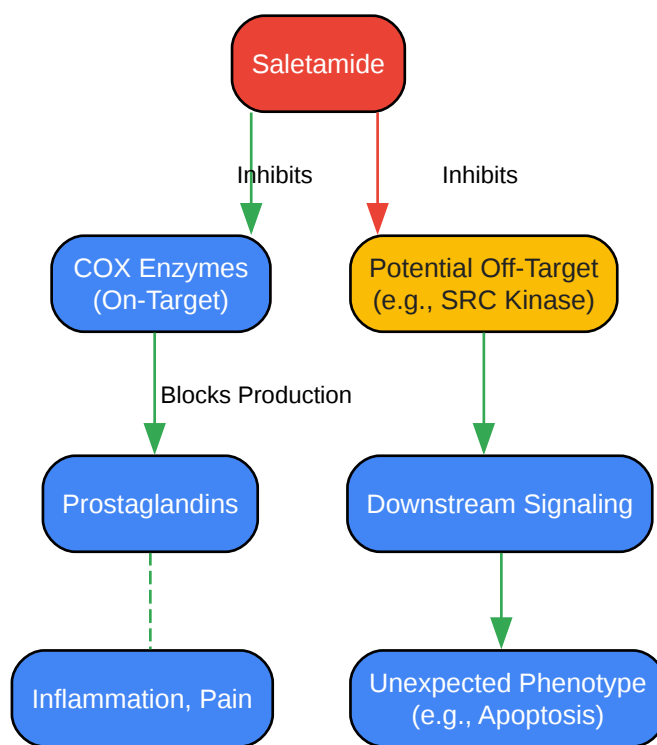 Saletamide
Inhibits
Inhibits
COX Enzymes
(On-Target)
Potential Off-Target
(e.g., SRC Kinase)
Blocks Production
Prostaglandins
Downstream Signaling
Inflammation, Pain
Unexpected Phenotype
(e.g., Apoptosis)